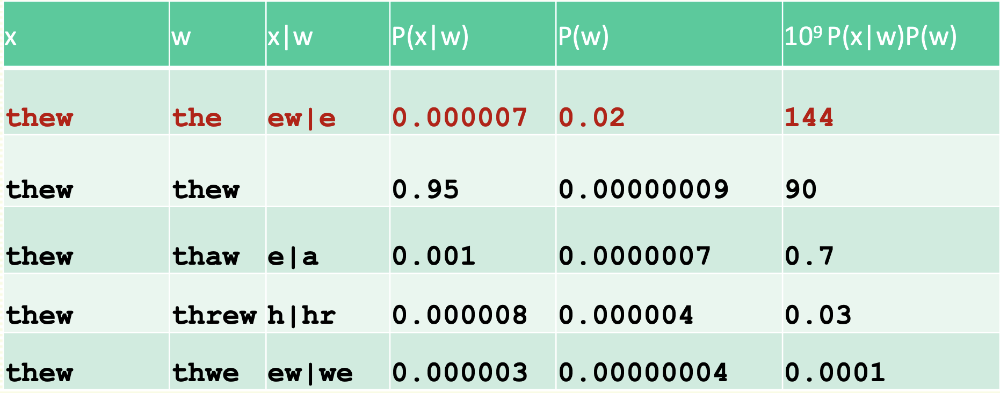 x w x|w P(x|w) P(w) 10⁹ P(x|w)P(w)
thew the ew|e 0.000007 0.02 144
thew thew 0.95 0.00000009 90
thew thaw e|a 0.001 0.0000007 0.7
thew threw h|hr 0.000008 0.000004 0.03
thew thwe ew|we 0.000003 0.00000004 0.0001